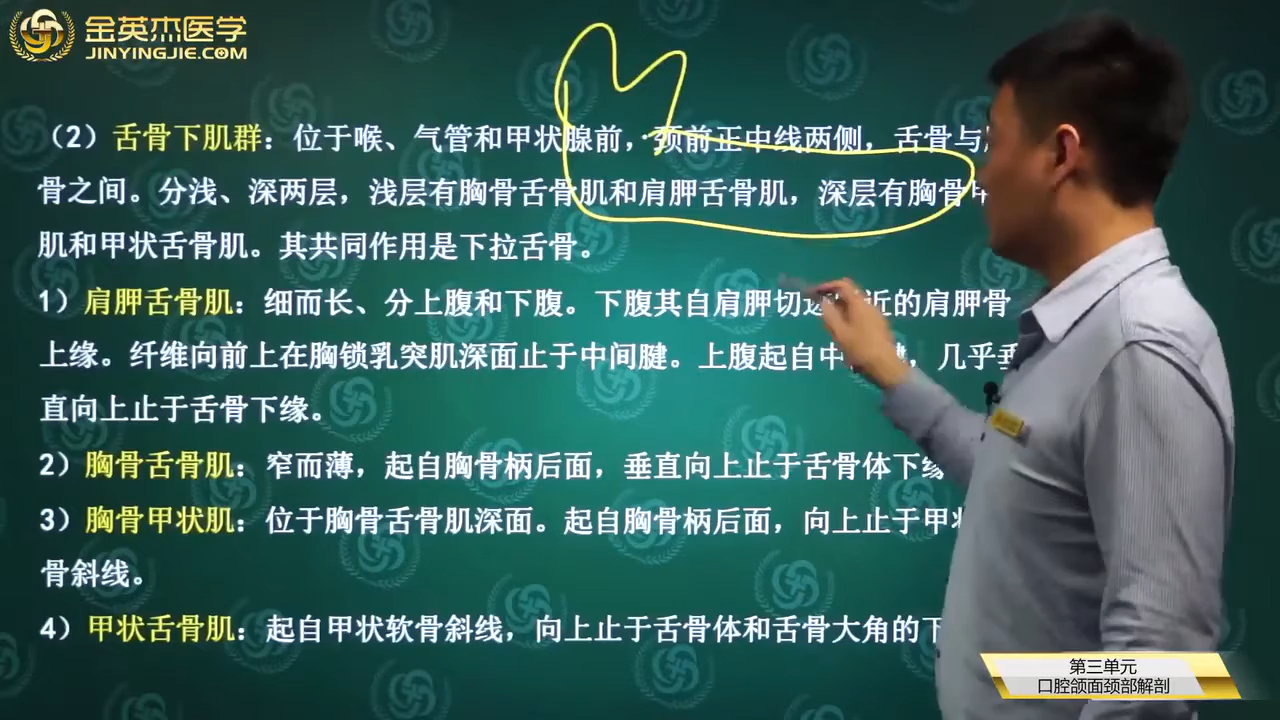 金英杰医学
JINYINGJIE.COM
（2）舌骨下肌群：位于喉、气管和甲状腺前，颈前正中线两侧，舌骨与
骨之间。分浅、深两层，浅层有胸骨舌骨肌和肩胛舌骨肌，深层有胸骨甲
肌和甲状舌骨肌。其共同作用是下拉舌骨。
1）肩胛舌骨肌：细而长、分上腹和下腹。下腹其自肩胛切迹近的肩胛骨
上缘。纤维向前上在胸锁乳突肌深面止于中间腱。上腹起自中，几乎垂
直向上止于舌骨下缘。
2）胸骨舌骨肌：窄而薄，起自胸骨柄后面，垂直向上止于舌骨体下缘
3）胸骨甲状肌：位于胸骨舌骨肌深面。起自胸骨柄后面，向上止于甲状
骨斜线。
4）甲状舌骨肌：起自甲状软骨斜线，向上止于舌骨体和舌骨大角的下
第三单元
口腔颌面颈部解剖